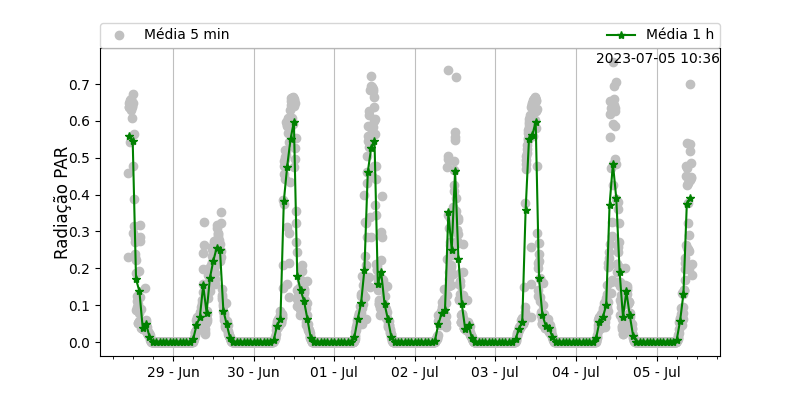 Média 5 min
Média 1 h
2023-07-05 10:36
Radiação PAR
0.7
0.6
0.5
0.4
0.3
0.2
0.1
0.0
29 - Jun
30 - Jun
01 - Jul
02 - Jul
03 - Jul
04 - Jul
05 - Jul